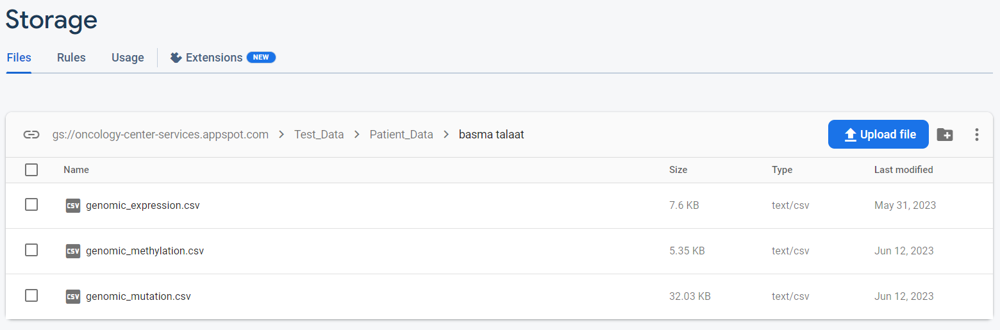 Storage
Files Rules Usage Extensions NEW
gs://oncology-center-services.appspot.com > Test_Data > Patient_Data > basma talaat Upload file
Name Size Type Last modified
CSV genomic_expression.csv 7.6 KB text/csv May 31, 2023
CSV genomic_methylation.csv 5.35 KB text/csv Jun 12, 2023
CSV genomic_mutation.csv 32.03 KB text/csv Jun 12, 2023